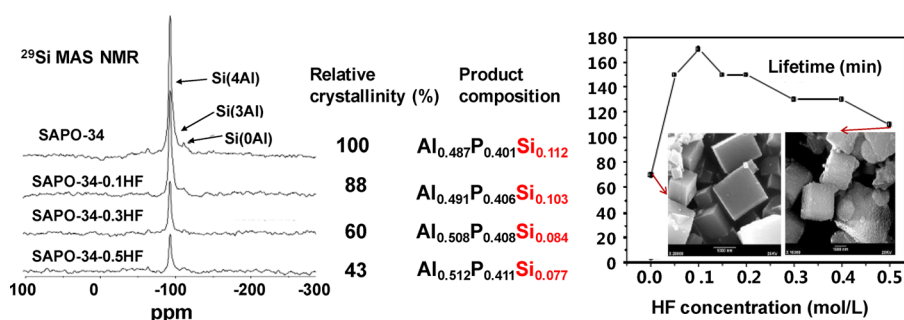 29Si MAS NMR
Si(4Al)
Si(3Al)
Si(0Al)
SAPO-34
SAPO-34-0.1HF
SAPO-34-0.3HF
SAPO-34-0.5HF
100 0 -100 -200 -300
ppm
Relative
crystallinity (%)
100
88
60
43
Product
composition
Al0.487P0.401Si0.112
Al0.491P0.406Si0.103
Al0.508P0.408Si0.084
Al0.512P0.411Si0.077
180
160
140
120
100
80
60
40
20
0
Lifetime (min)
0.0 0.1 0.2 0.3 0.4 0.5
HF concentration (mol/L)